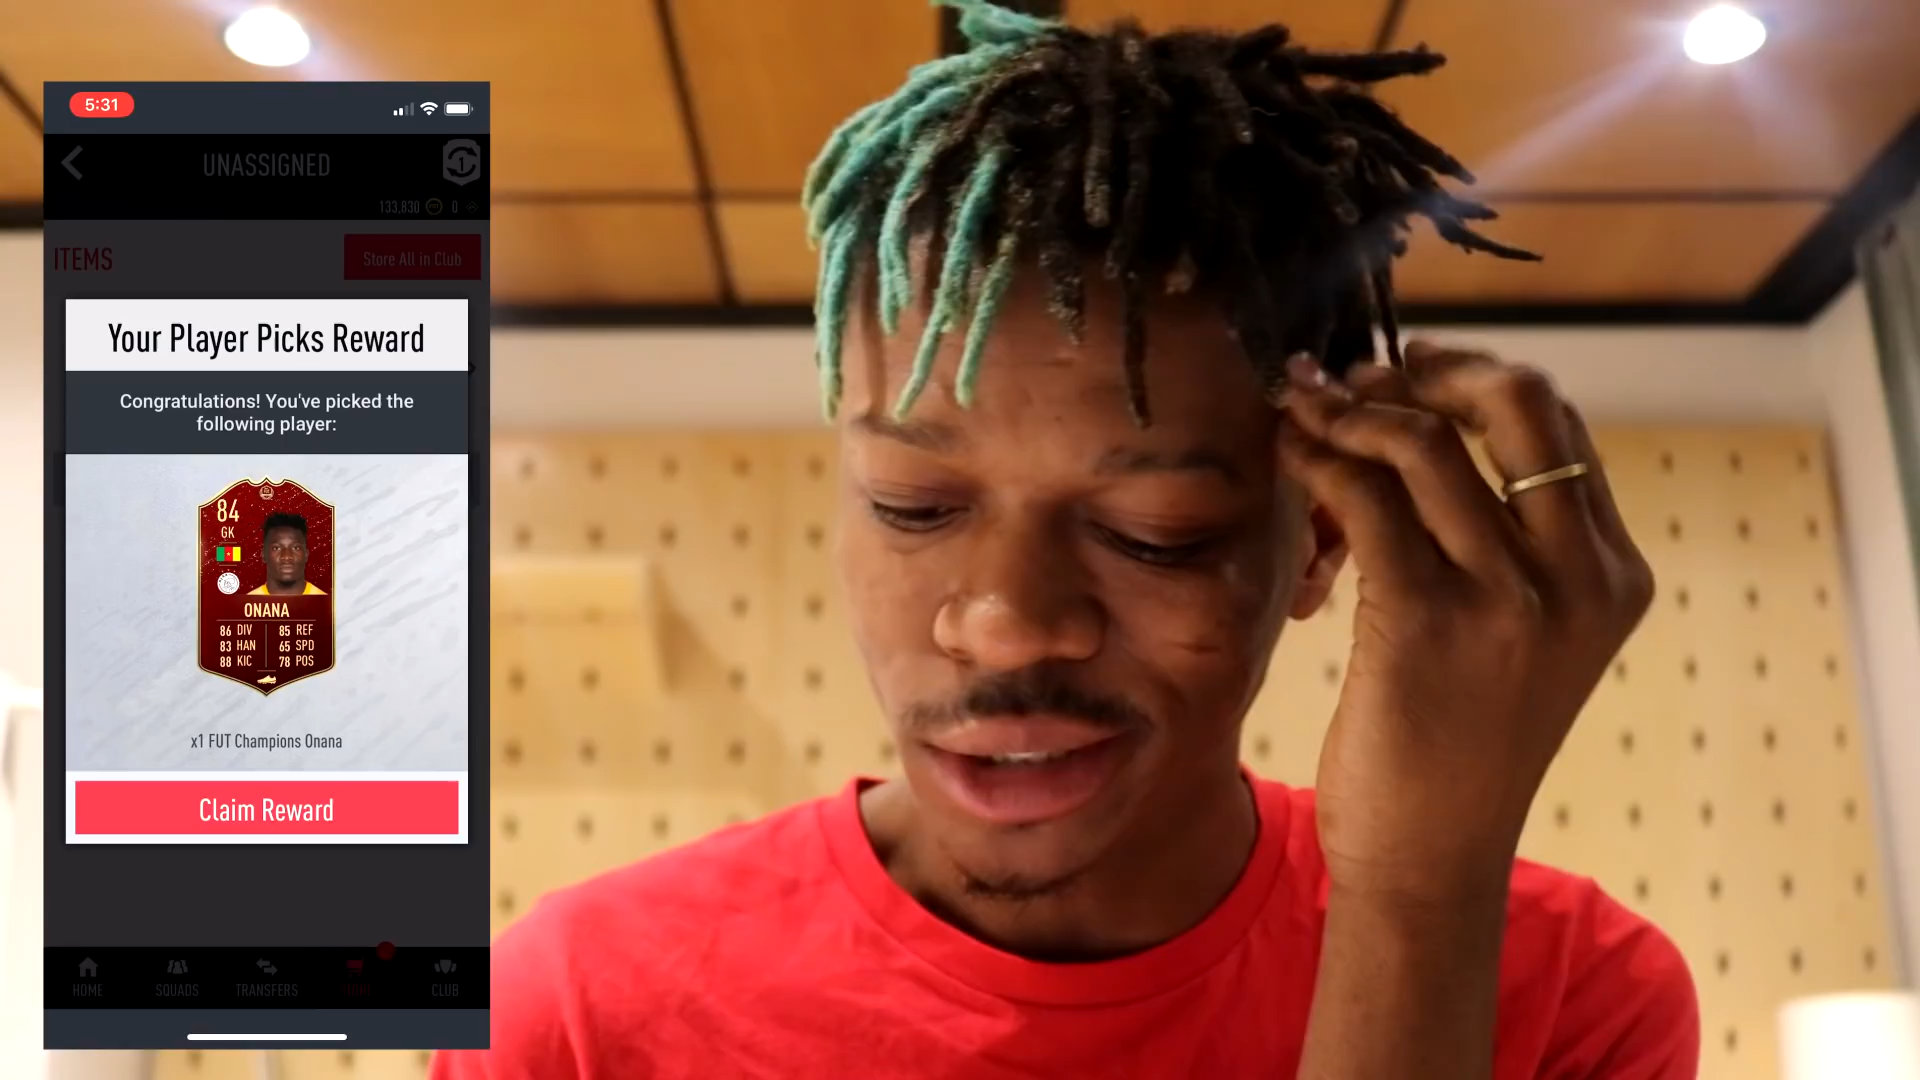 5:31
UNASSIGNED
1
133,830 0
ITEMS
Store All in Club
Your Player Picks Reward
Congratulations! You've picked the
following player:
84
GK
ONANA
86 DIV 85 REF
83 HAN 65 SPD
88 KIC 78 POS
x1 FUT Champions Onana
Claim Reward
HOME SQUADS TRANSFERS CLUB